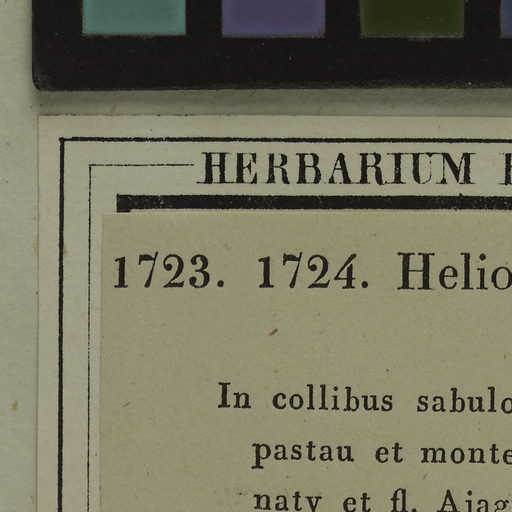 HERBARIUM
1723. 1724. Helio
In collibus sabulo
pastau et monte
naty et fl. Ajag